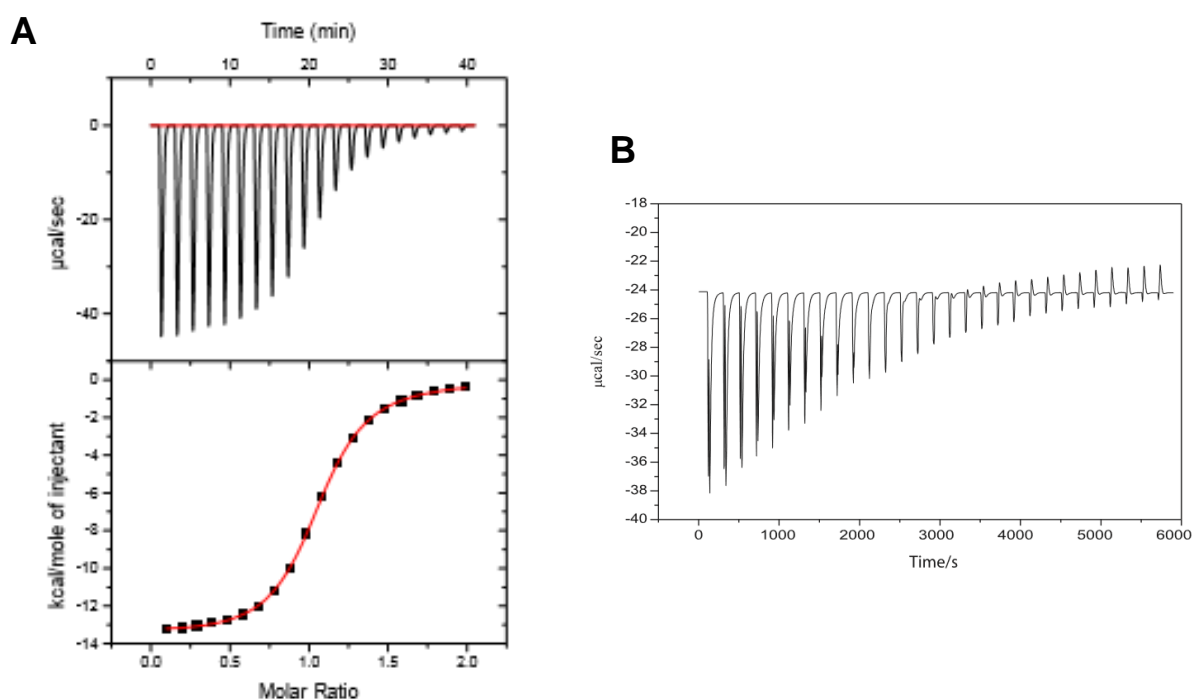 A
Time (min)
0 10 20 30 40
0
-20
-40
µcal/sec
0
-2
-4
-6
-8
-10
-12
-14
kcal/mole of injectant
0.0 0.5 1.0 1.5 2.0
Molar Ratio
B
-18
-20
-22
-24
-26
-28
-30
-32
-34
-36
-38
-40
µcal/sec
0 1000 2000 3000 4000 5000 6000
Time/s